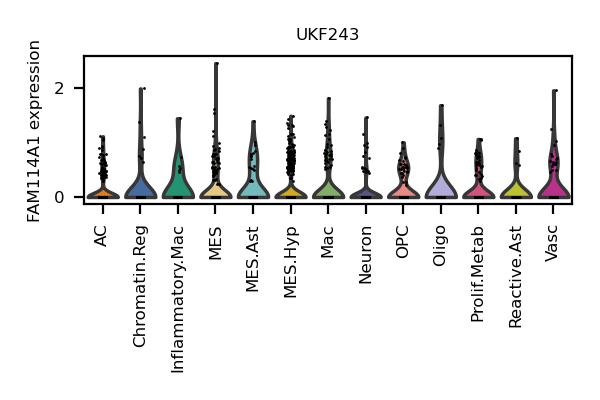 UKF243
FAM114A1 expression
2
0
AC
Chromatin.Reg
Inflammatory.Mac
MES
MES.Ast
MES.Hyp
Mac
Neuron
OPC
Oligo
Prolif.Metab
Reactive.Ast
Vasc